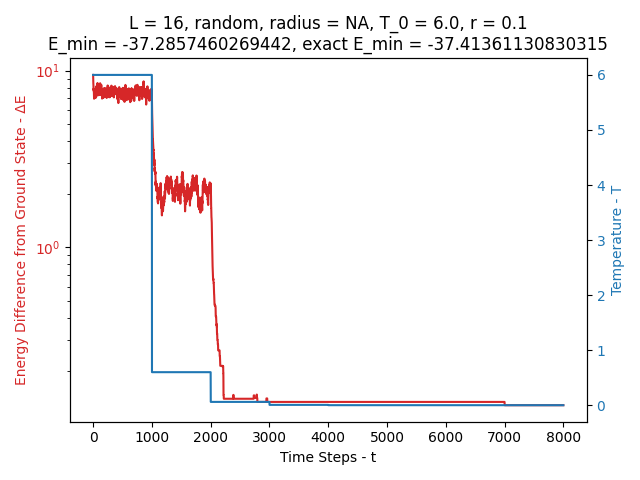 L = 16, random, radius = NA, T_0 = 6.0, r = 0.1
E_min = -37.2857460269442, exact E_min = -37.41361130830315
10¹
10⁰
Energy Difference from Ground State - ΔE
6
5
4
3
2
1
0
Temperature - T
0 1000 2000 3000 4000 5000 6000 7000 8000
Time Steps - t